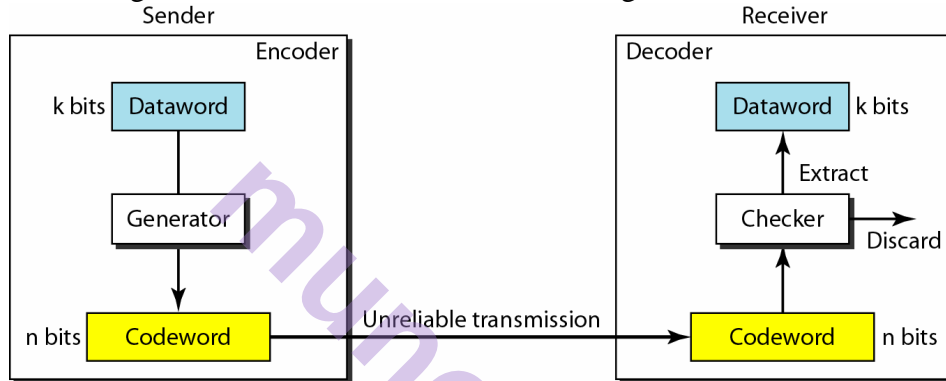 Sender
Receiver
Encoder
Decoder
k bits
Dataword
Dataword
k bits
Extract
Generator
Checker
Discard
Unreliable transmission
n bits
Codeword
Codeword
n bits